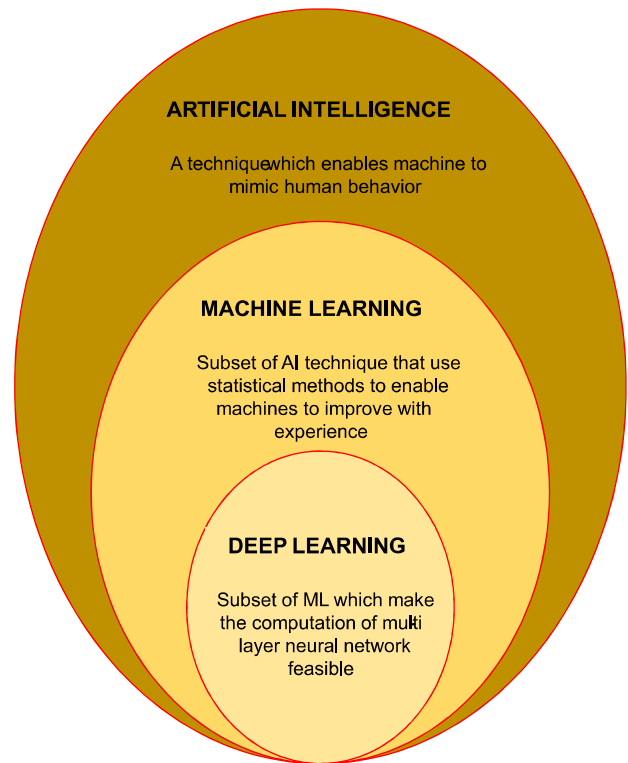 ARTIFICIAL INTELLIGENCE
A technique which enables machine to
mimic human behavior
MACHINE LEARNING
Subset of AI technique that use
statistical methods to enable
machines to improve with
experience
DEEP LEARNING
Subset of ML which make
the computation of multi
layer neural network
feasible